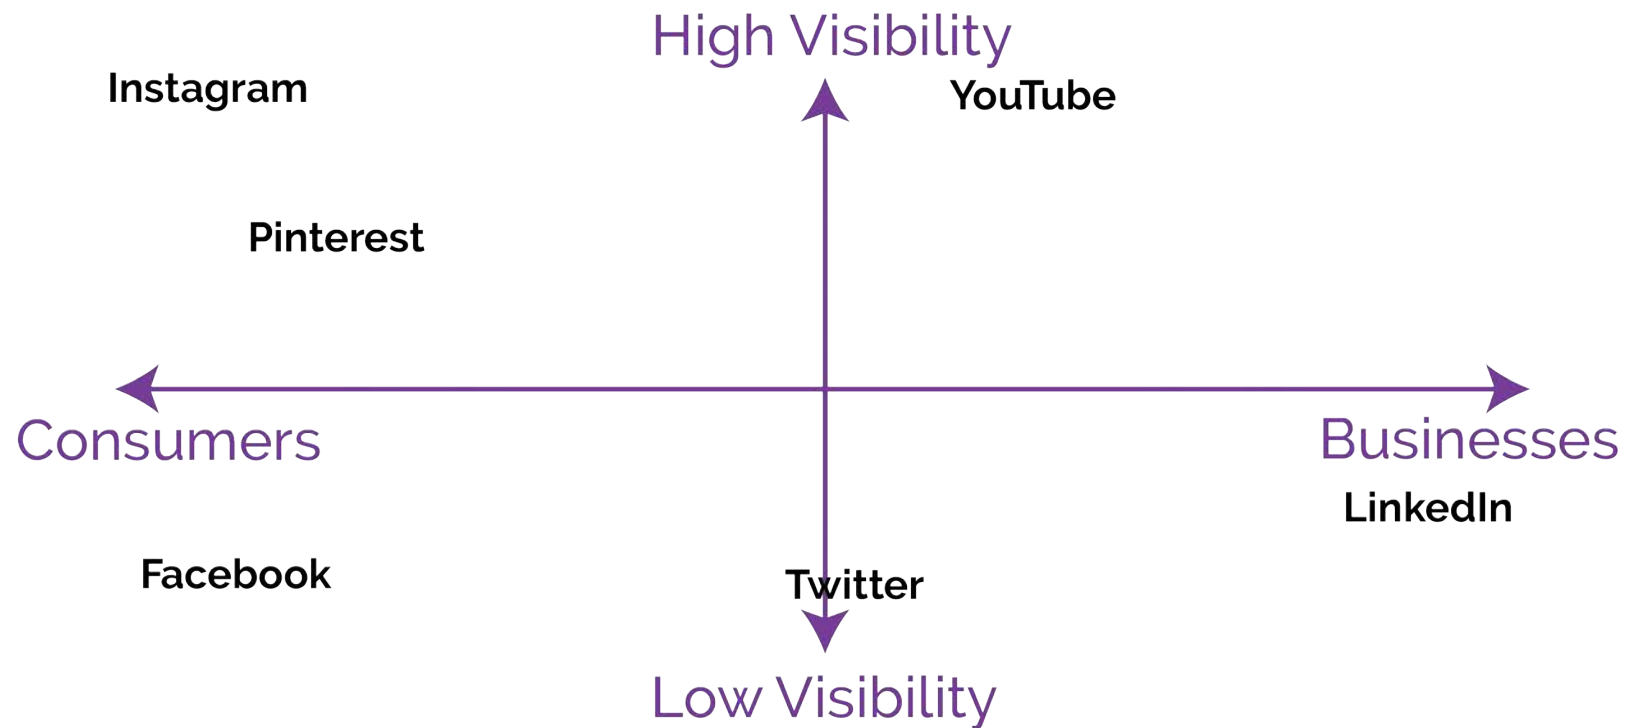 High Visibility
Instagram
YouTube
Pinterest
Consumers
Businesses
LinkedIn
Facebook
Twitter
Low Visibility